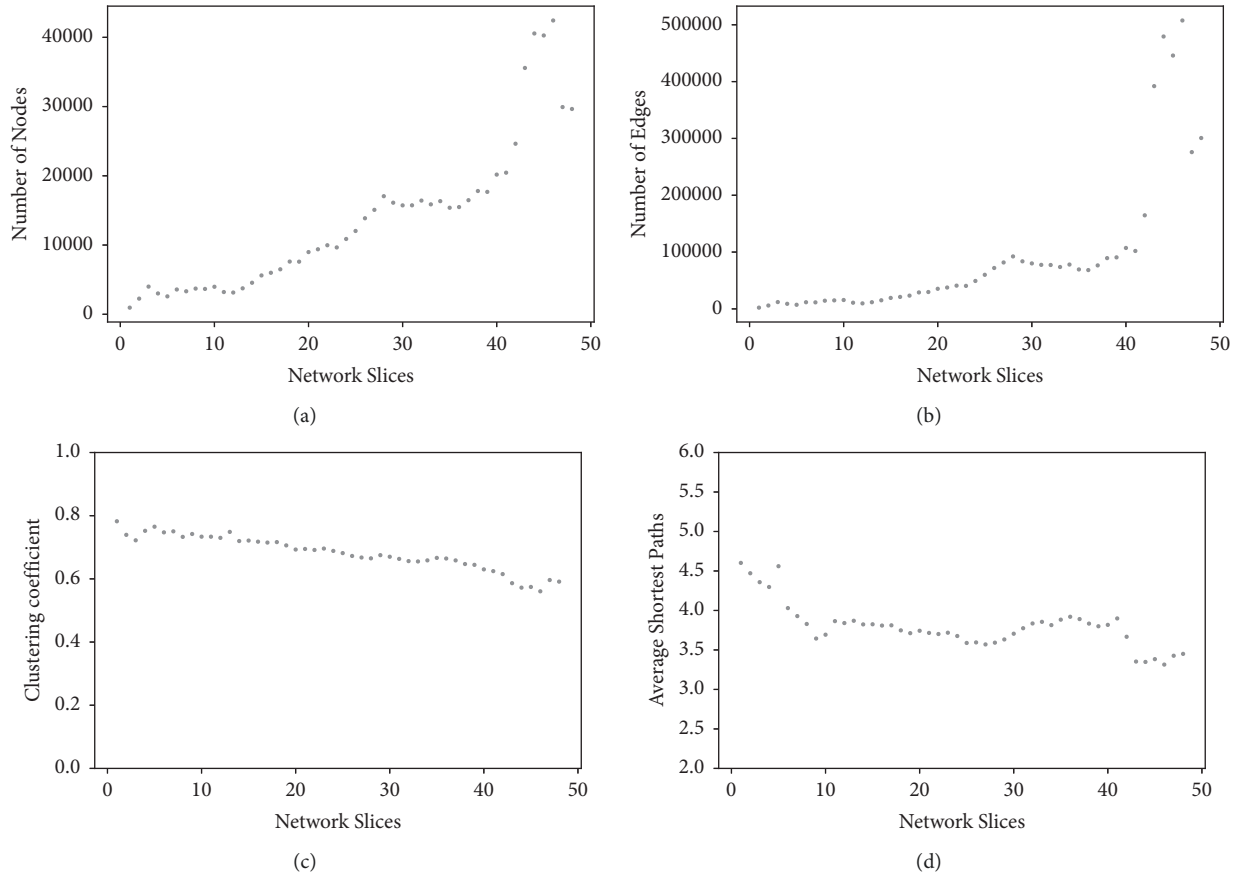 40000
30000
20000
10000
0
Number of Nodes
0 10 20 30 40 50
Network Slices
(a)
500000
400000
300000
200000
100000
0
Number of Edges
0 10 20 30 40 50
Network Slices
(b)
1.0
0.8
0.6
0.4
0.2
0.0
Clustering coefficient
0 10 20 30 40 50
Network Slices
(c)
6.0
5.5
5.0
4.5
4.0
3.5
3.0
2.5
2.0
Average Shortest Paths
0 10 20 30 40 50
Network Slices
(d)